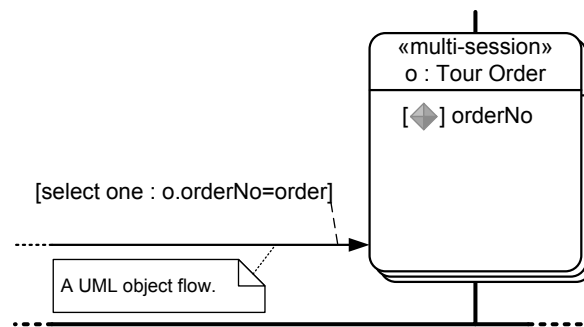 «multi-session»
o : Tour Order
[ ] orderNo
[select one : o.orderNo=order]
A UML object flow.